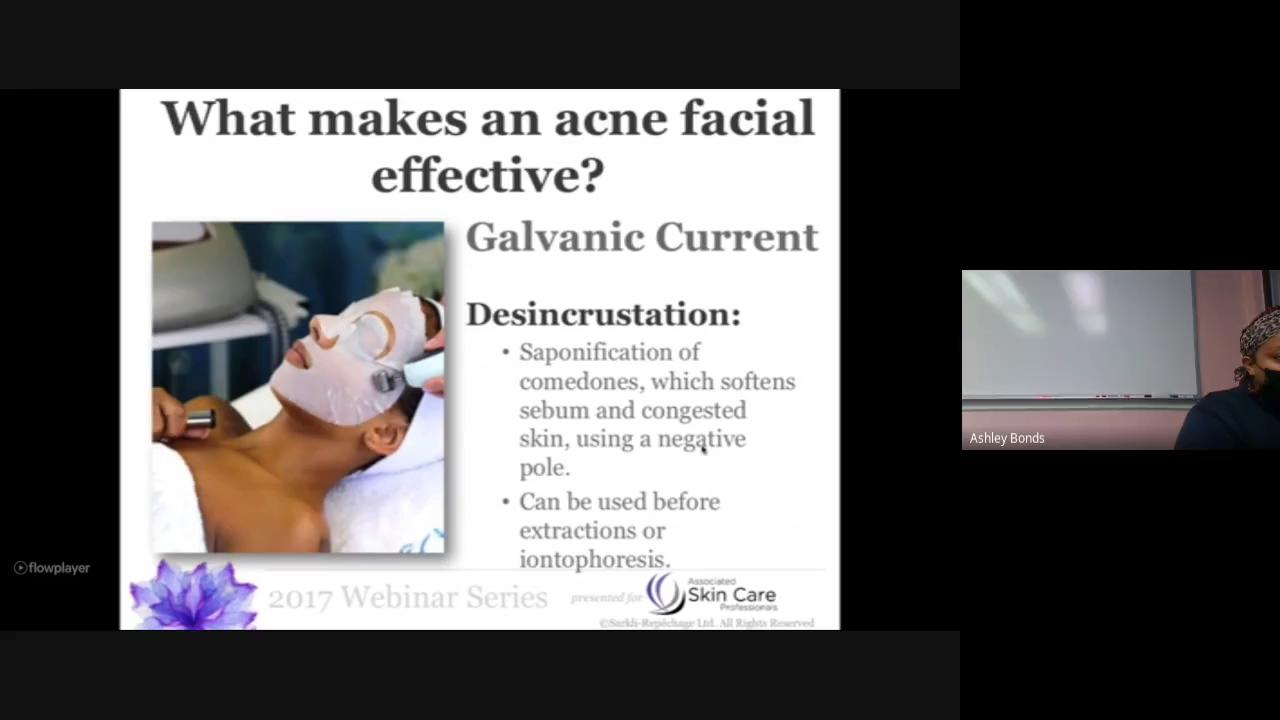 What makes an acne facial
effective?
Galvanic Current
Desincrustation:
• Saponification of
comedones, which softens
sebum and congested
skin, using a negative
pole.
• Can be used before
extractions or
iontophoresis.
flowplayer
2017 Webinar Series
presented for
Associated
Skin Care
Professionals
©Sarkli-Repêchage Ltd. All Rights Reserved
Ashley Bonds